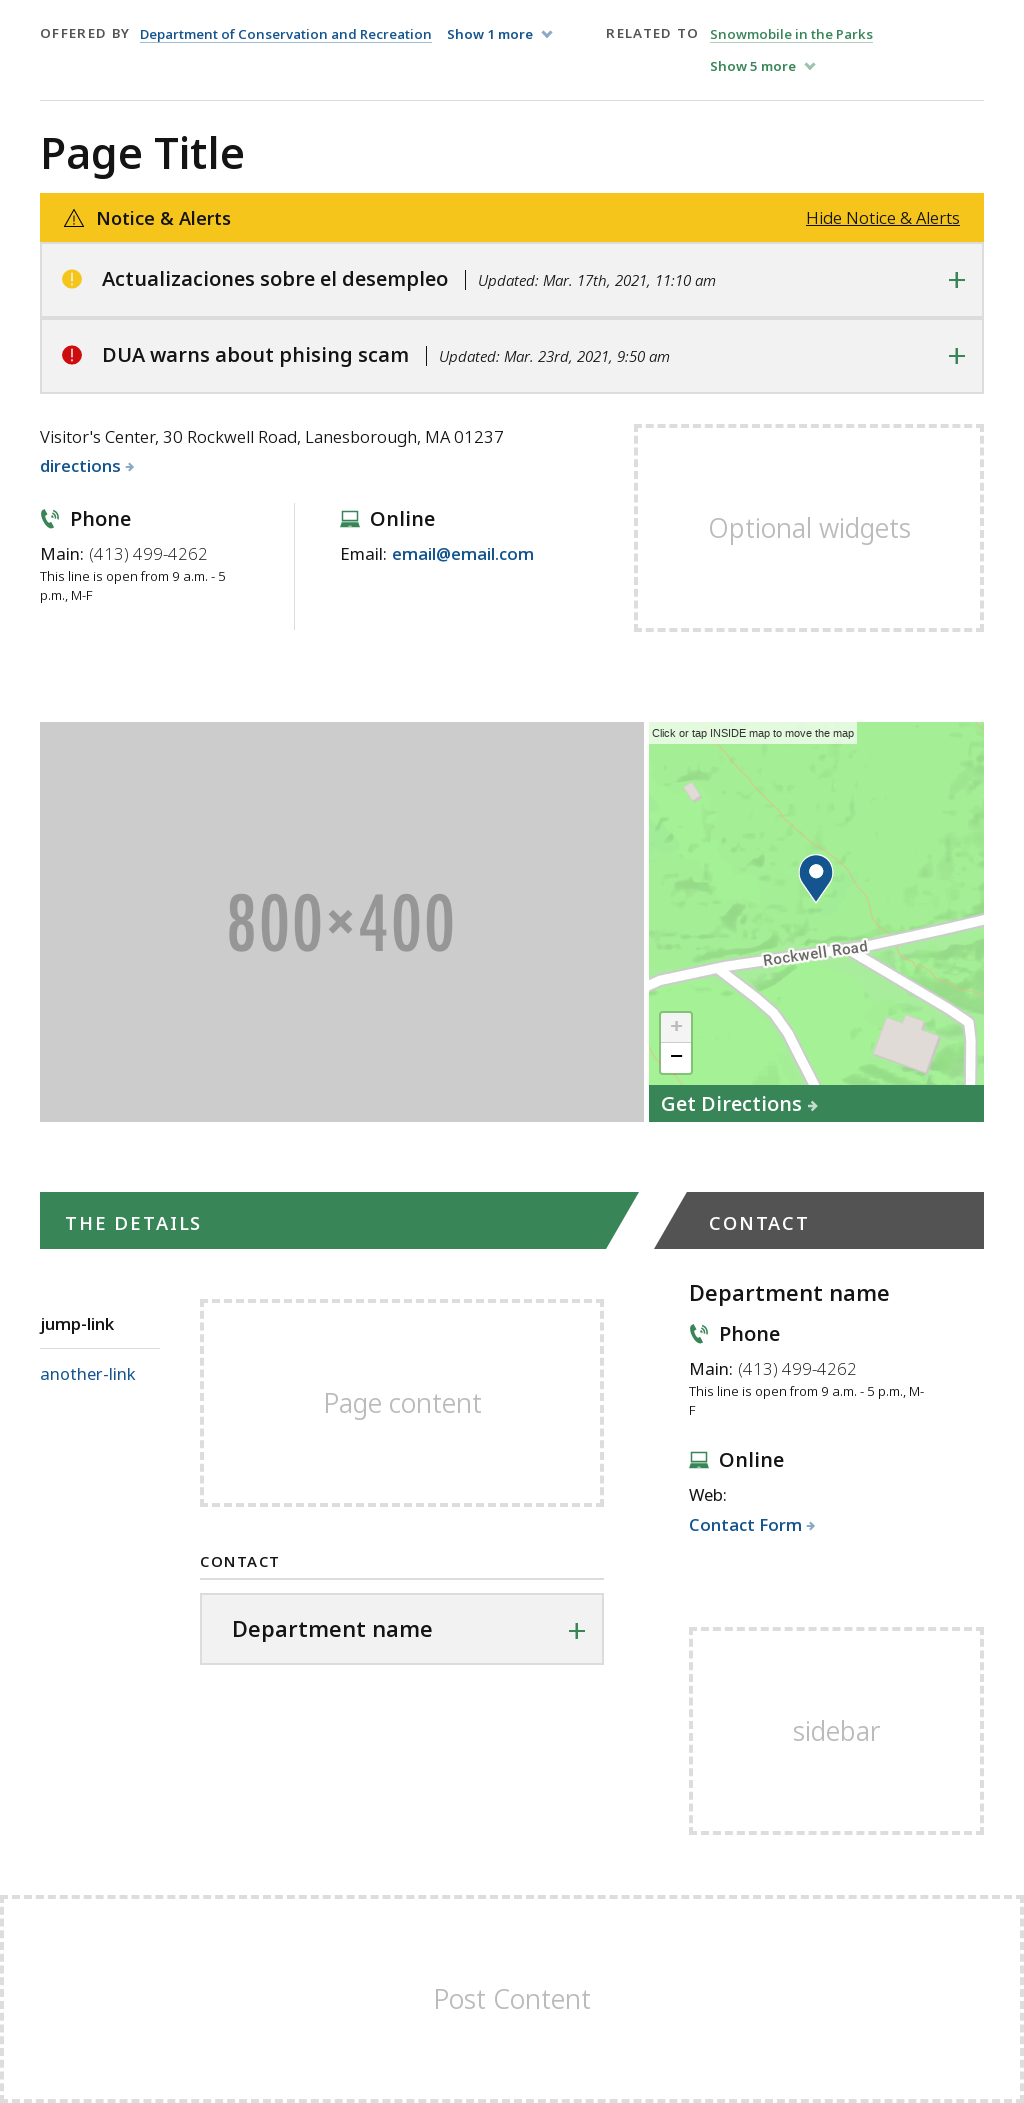 OFFERED BY Department of Conservation and Recreation Show 1 more
RELATED TO Snowmobile in the Parks
Show 5 more
Page Title
Notice & Alerts Hide Notice & Alerts
Actualizaciones sobre el desempleo Updated: Mar. 17th, 2021, 11:10 am
DUA warns about phising scam Updated: Mar. 23rd, 2021, 9:50 am
Visitor's Center, 30 Rockwell Road, Lanesborough, MA 01237
directions
Phone
Main: (413) 499-4262
This line is open from 9 a.m. - 5
p.m., M-F
Online
Email: email@email.com
Optional widgets
800×400
Click or tap INSIDE map to move the map
Rockwell Road
+
−
Get Directions
THE DETAILS
jump-link
another-link
Page content
CONTACT
Department name
CONTACT
Department name
Phone
Main: (413) 499-4262
This line is open from 9 a.m. - 5 p.m., M-
F
Online
Web:
Contact Form
sidebar
Post Content